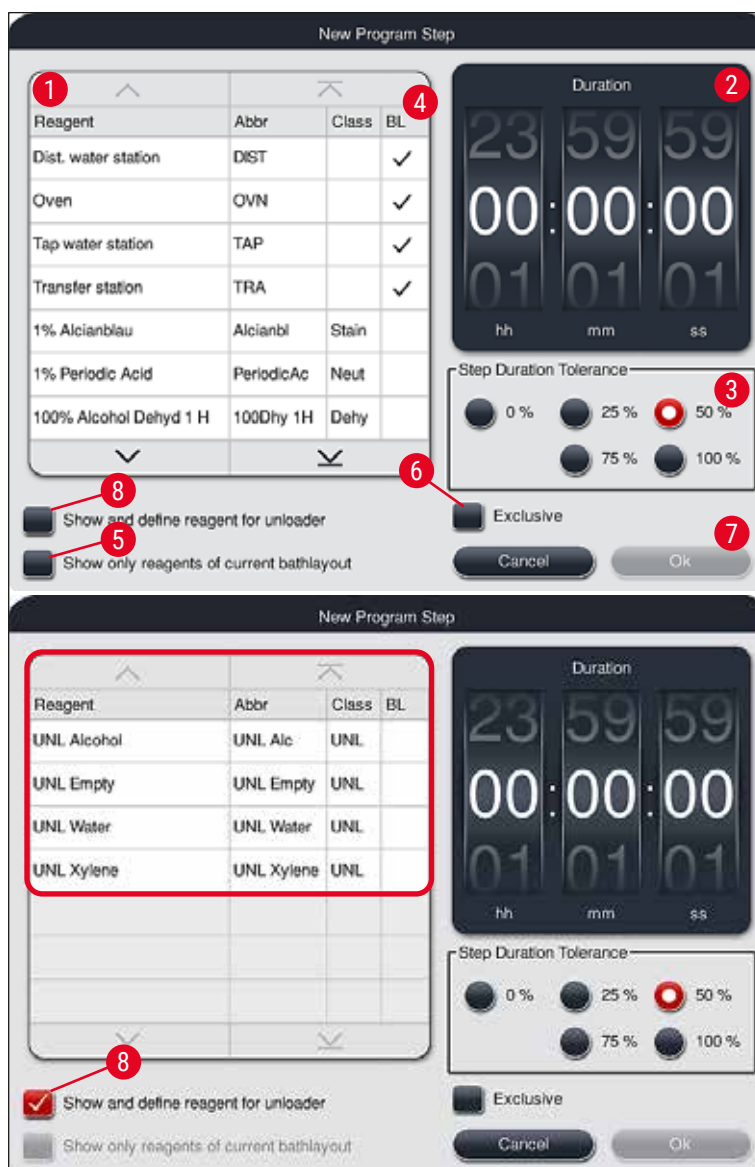 New Program Step
1
4
Reagent Abbr Class BL
Dist. water station DIST ✓
Oven OVN ✓
Tap water station TAP ✓
Transfer station TRA ✓
1% Alcianblau Alcianbl Stain
1% Periodic Acid PeriodicAc Neut
100% Alcohol Dehyd 1 H 100Dhy 1H Dehy
8
Show and define reagent for unloader
5
Show only reagents of current bathlayout
Duration 2
23 59 59
00:00:00
01 01 01
hh mm ss
Step Duration Tolerance
3
0 % 25 % 50 %
75 % 100 %
6
Exclusive
7
Cancel Ok
New Program Step
Reagent Abbr Class BL
UNL Alcohol UNL Alc UNL
UNL Empty UNL Empty UNL
UNL Water UNL Water UNL
UNL Xylene UNL Xylene UNL
8
Show and define reagent for unloader
Show only reagents of current bathlayout
Duration
23 59 59
00:00:00
01 01 01
hh mm ss
Step Duration Tolerance
0 % 25 % 50 %
75 % 100 %
Exclusive
Cancel Ok